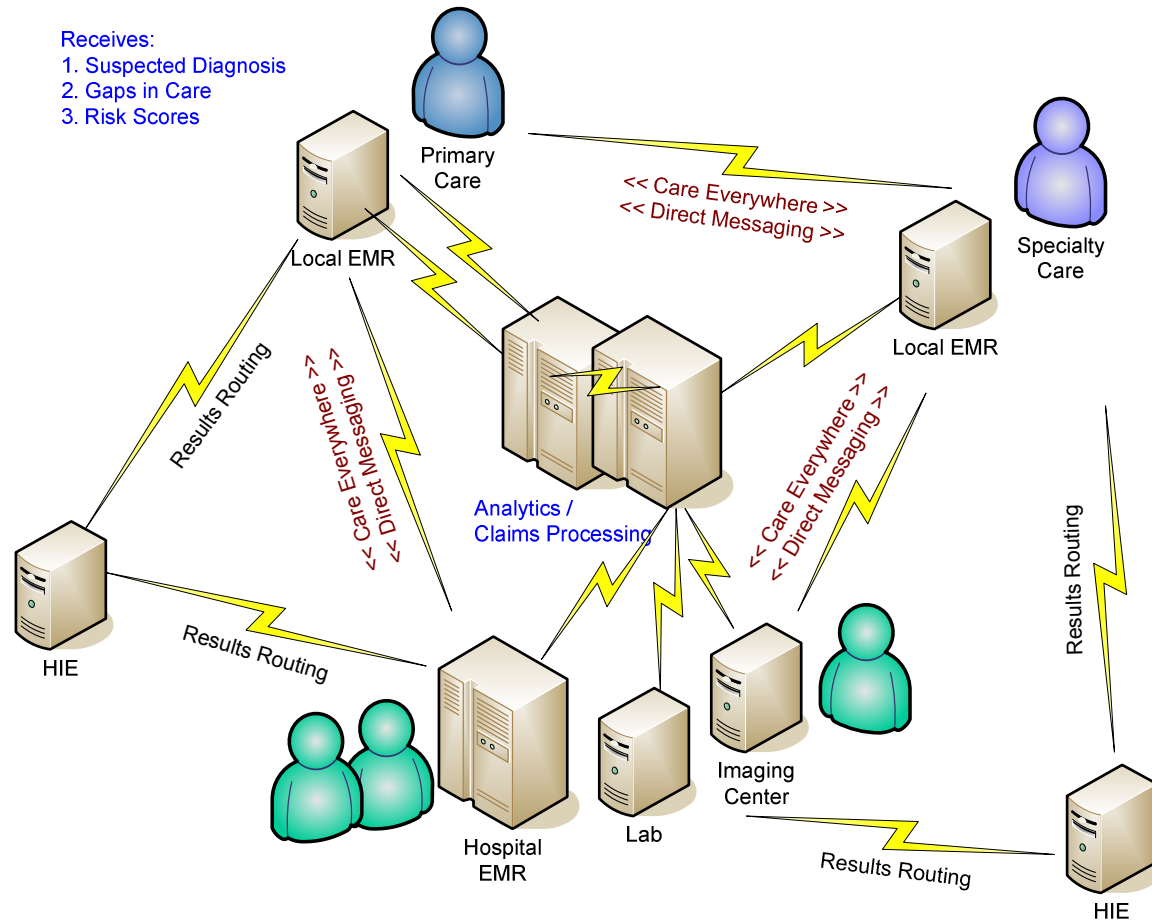 Receives:
1. Suspected Diagnosis
2. Gaps in Care
3. Risk Scores
Primary
Care
<< Care Everywhere >>
<< Direct Messaging >>
Specialty
Care
Local EMR
Local EMR
Results Routing
<< Care Everywhere >>
<< Direct Messaging >>
Analytics /
Claims Processing
<< Care Everywhere >>
<< Direct Messaging >>
Results Routing
HIE
Results Routing
Imaging
Center
Lab
Hospital
EMR
Results Routing
HIE